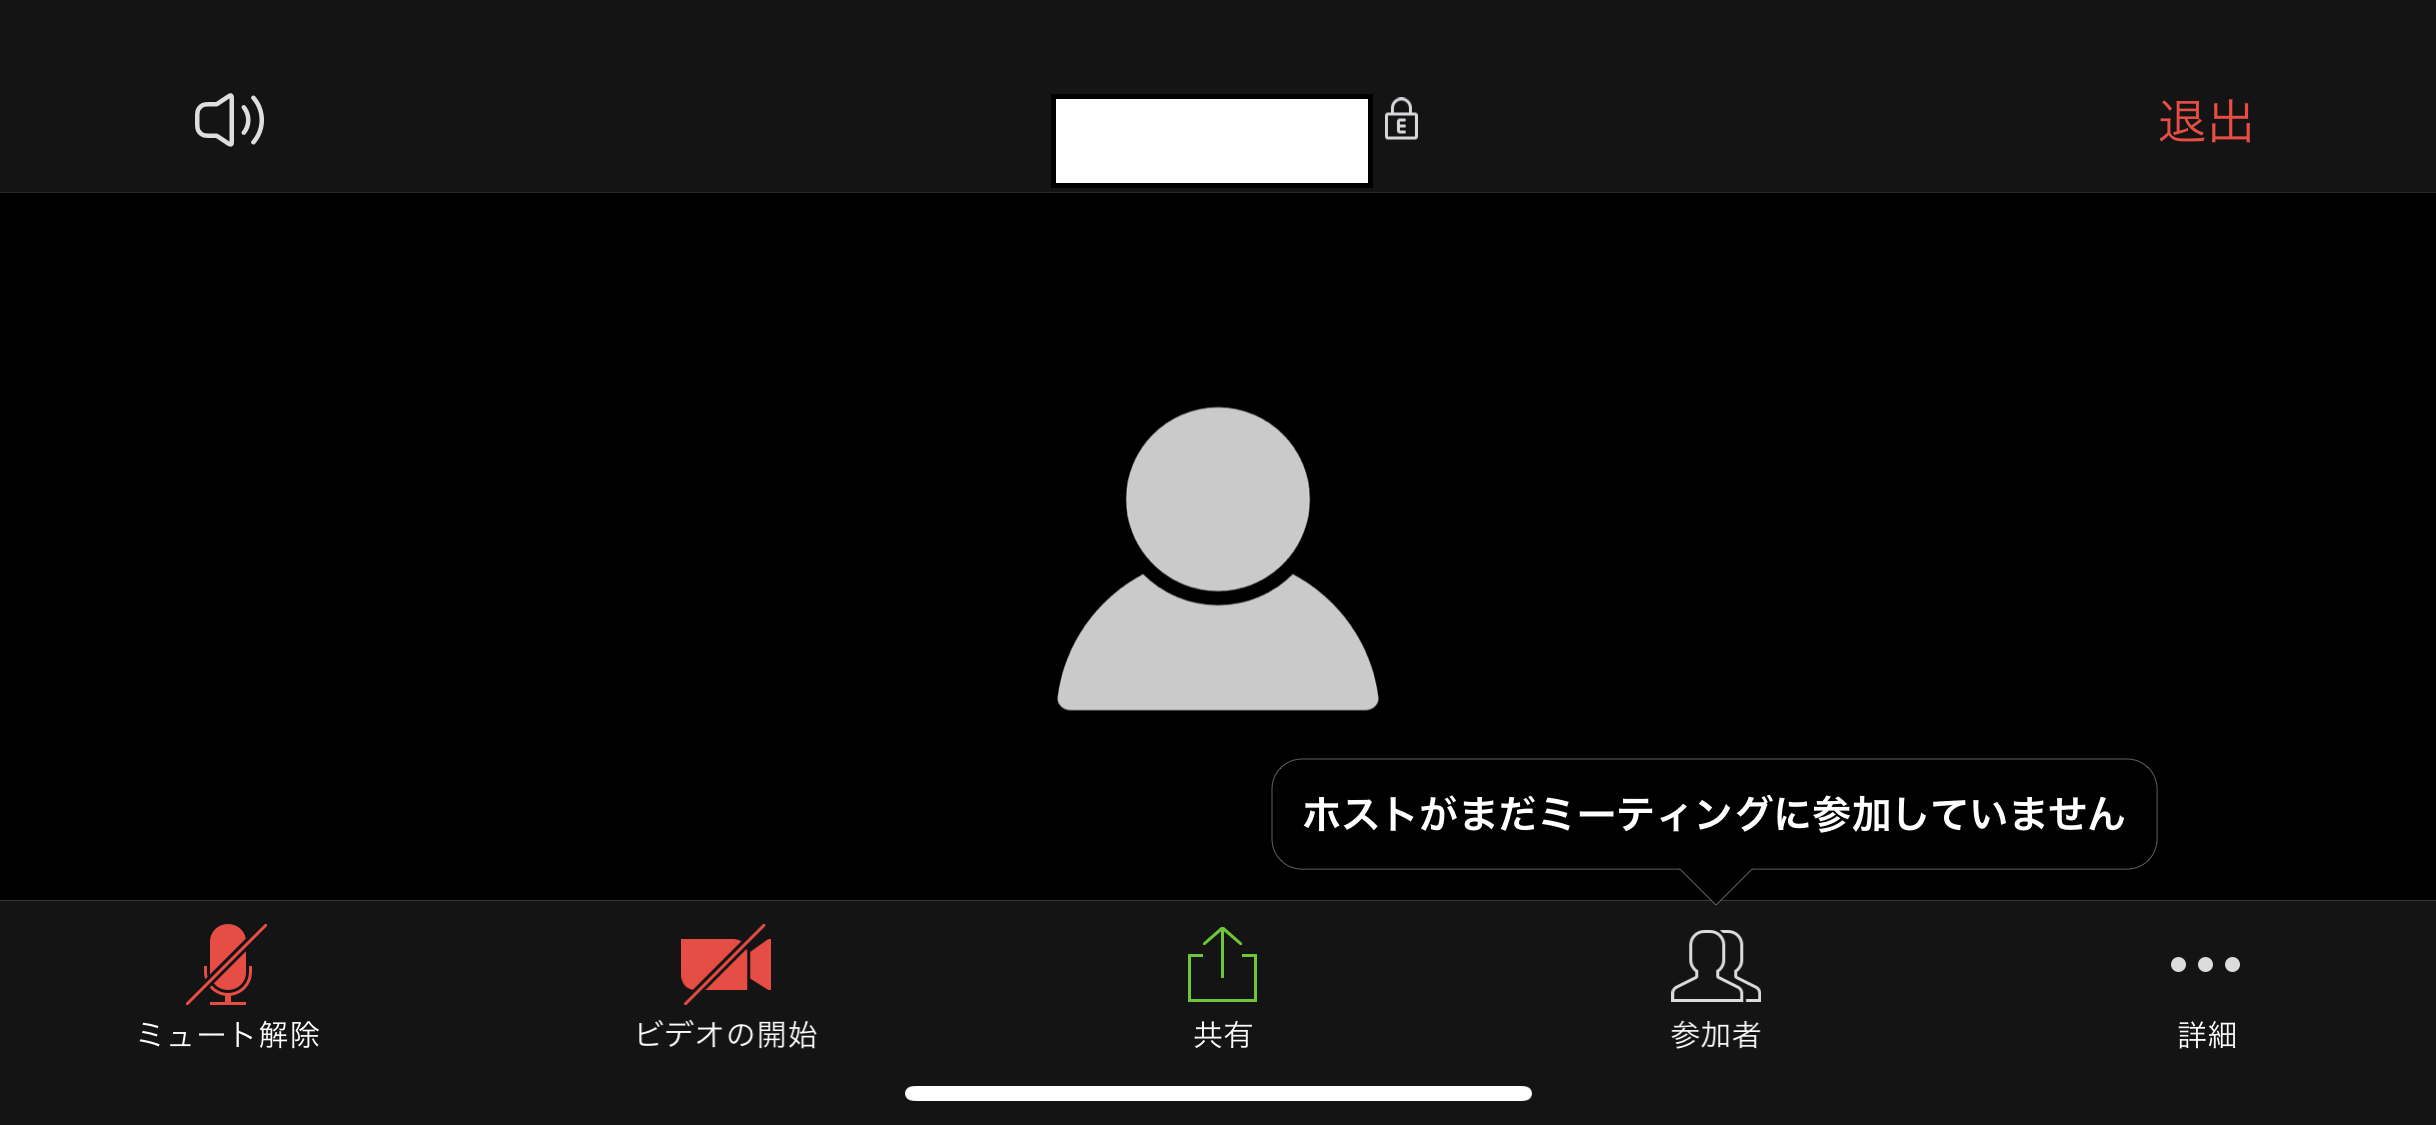 E
退出
ホストがまだミーティングに参加していません
ミュート解除
ビデオの開始
共有
参加者
詳細